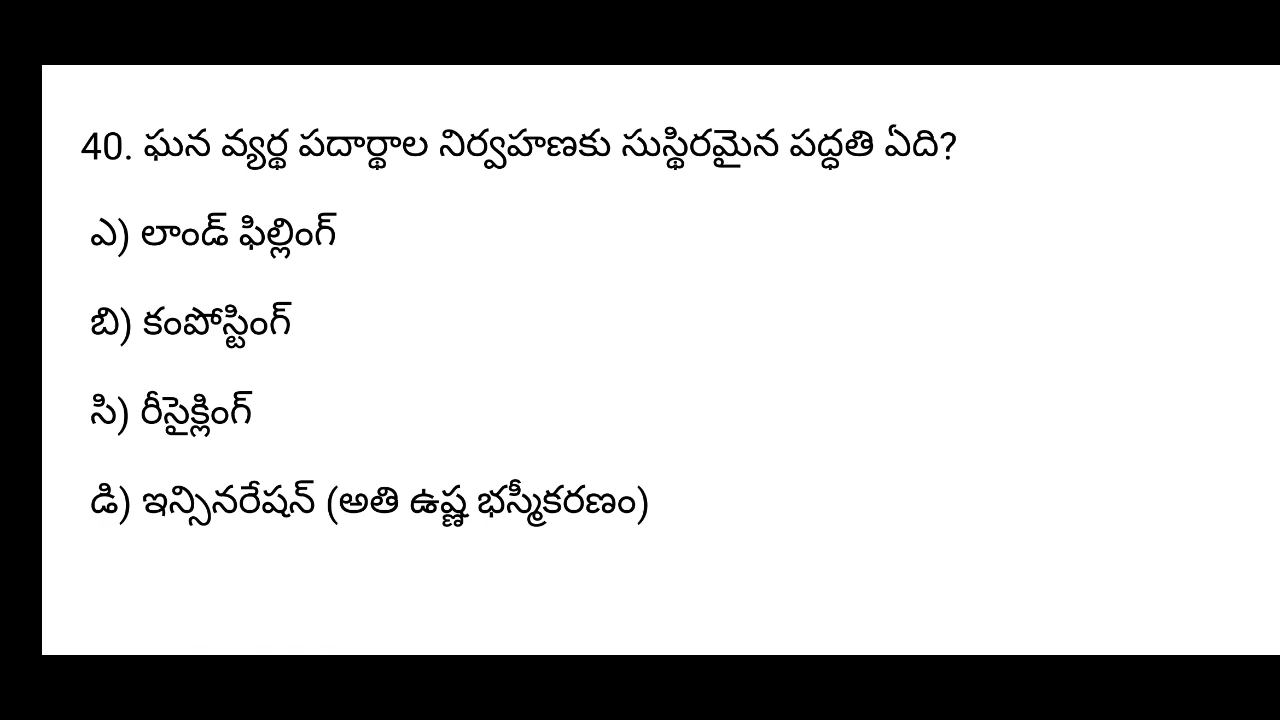 40. ఘన వ్యర్థ పదార్థాల నిర్వహణకు సుస్థిరమైన పద్ధతి ఏది?
ఎ) లాండ్ ఫిల్లింగ్
బి) కంపోస్టింగ్
సి) రీసైక్లింగ్
డి) ఇన్సినరేషన్ (అతి ఉష్ణ భస్మీకరణం)